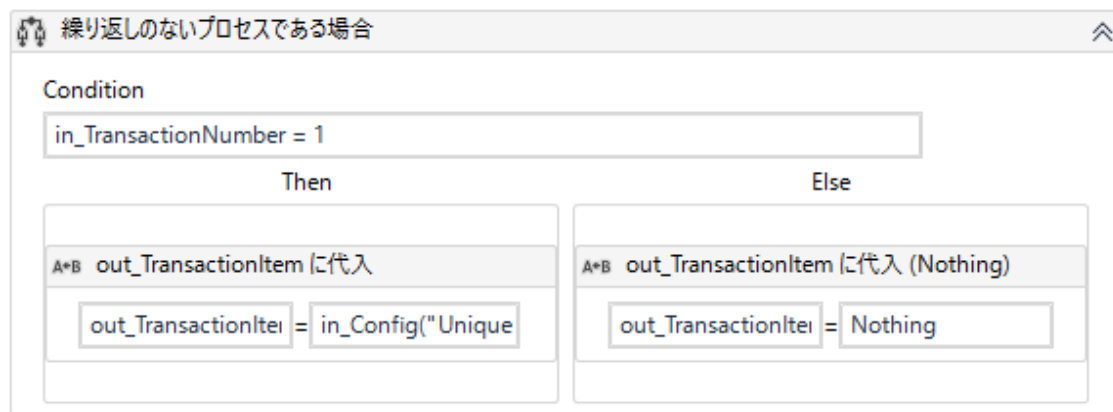 繰り返しのないプロセスである場合
Condition
in_TransactionNumber = 1
Then
Else
A+B out_TransactionItem に代入
A+B out_TransactionItem に代入 (Nothing)
out_TransactionIte = in_Config("Unique
out_TransactionIte = Nothing